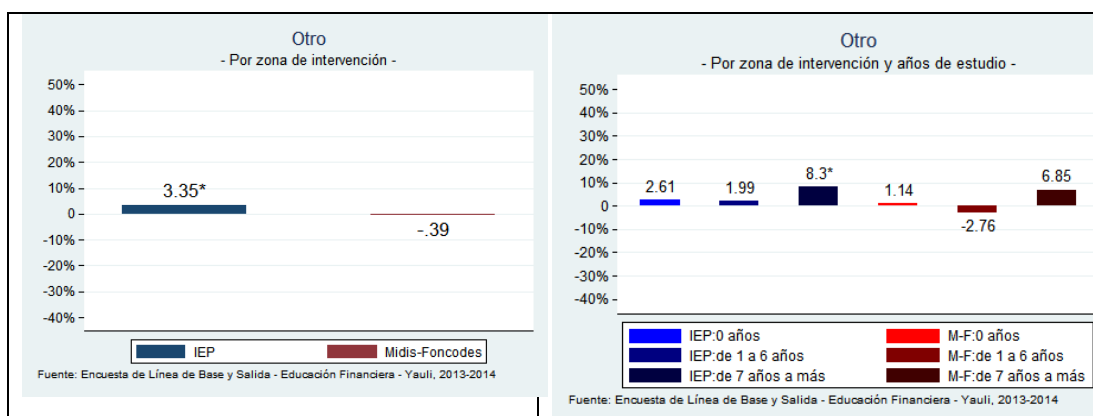 Otro
- Por zona de intervención -
50%
40%
30%
20%
10%
0
-10%
-20%
-30%
-40%
3.35*
-.39
IEP
Midis-Foncodes
Fuente: Encuesta de Línea de Base y Salida - Educación Financiera - Yauli, 2013-2014
Otro
- Por zona de intervención y años de estudio -
50%
40%
30%
20%
10%
0
-10%
-20%
-30%
-40%
2.61
1.99
8.3*
1.14
-2.76
6.85
IEP:0 años
M-F:0 años
IEP:de 1 a 6 años
M-F:de 1 a 6 años
IEP:de 7 años a más
M-F:de 7 años a más
Fuente: Encuesta de Línea de Base y Salida - Educación Financiera - Yauli, 2013-2014